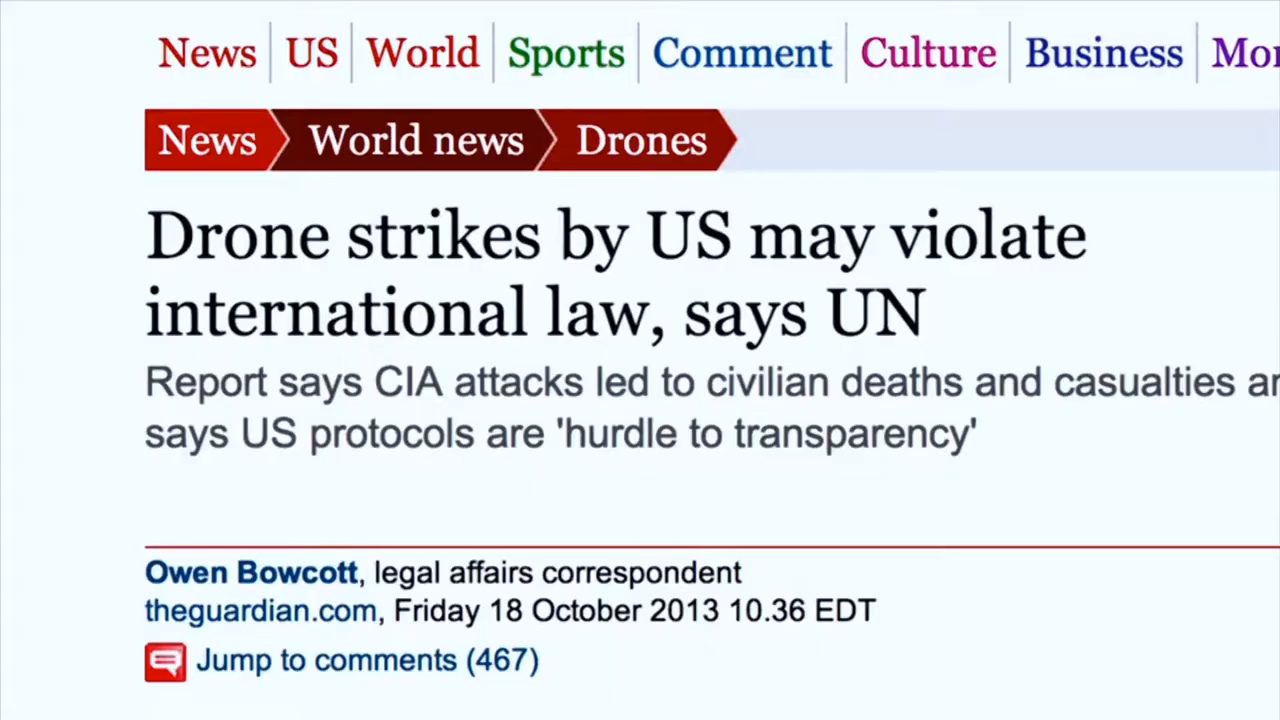 News US World Sports Comment Culture Business
News World news Drones
Drone strikes by US may violate
international law, says UN
Report says CIA attacks led to civilian deaths and casualties
says US protocols are 'hurdle to transparency'
Owen Bowcott, legal affairs correspondent
theguardian.com, Friday 18 October 2013 10.36 EDT
Jump to comments (467)